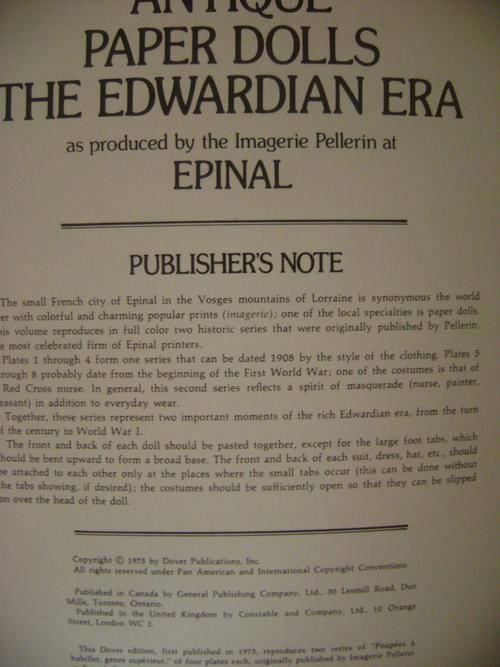 ANTIQUE
PAPER DOLLS
THE EDWARDIAN ERA
as produced by the Imagerie Pellerin at
EPINAL
PUBLISHER'S NOTE
The small French city of Epinal in the Vosges mountains of Lorraine is synonymous the world
er with colorful and charming popular prints (imagerie); one of the local specialties is paper dolls.
his volume reproduces in full color two historic series that were originally published by Pellerin,
e most celebrated firm of Epinal printers.
Plates 1 through 4 form one series that can be dated 1908 by the style of the clothing. Plates 5
rough 8 probably date from the beginning of the First World War; one of the costumes is that of
Red Cross nurse. In general, this second series reflects a spirit of masquerade (nurse, painter,
easant) in addition to everyday wear.
Together, these series represent two important moments of the rich Edwardian era, from the turn
f the century to World War I.
The front and back of each doll should be pasted together, except for the large foot tabs, which
hould be bent upward to form a broad base. The front and back of each suit, dress, hat, etc., should
be attached to each other only at the places where the small tabs occur (this can be done without
the tabs showing, if desired); the costumes should be sufficiently open so that they can be slipped
on over the head of the doll.
Copyright © 1975 by Dover Publications, Inc.
All rights reserved under Pan American and International Copyright Conventions.
Published in Canada by General Publishing Company, Ltd., 30 Lesmill Road, Don
Mills, Toronto, Ontario.
Published in the United Kingdom by Constable and Company, Ltd., 10 Orange
Street, London WC 2.
This Dover edition, first published in 1975, reproduces two series of "Poupées à
habiller, genre supérieur," of four plates each, originally published by Imagerie Pellerin